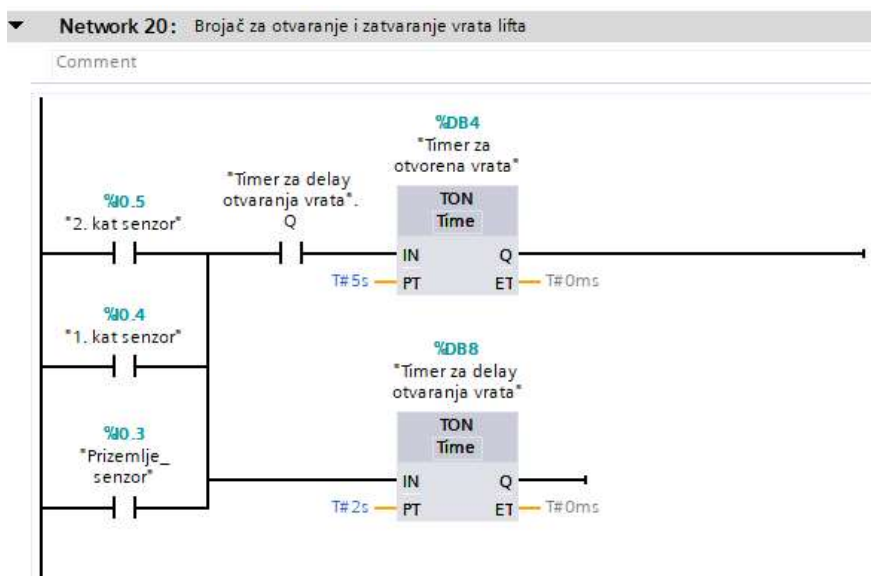 Network 20: Brojač za otvaranje i zatvaranje vrata lifta
Comment
%DB4
"Timer za
otvorena vrata"
"Timer za delay
otvaranja vrata".
Q
%I0.5
"2. kat senzor"
TON
Time
IN
Q
T#5s
PT
ET
T#0ms
%I0.4
"1. kat senzor"
%DB8
"Timer za delay
otvaranja vrata"
%I0.3
"Prizemlje_
senzor"
TON
Time
IN
Q
T#2s
PT
ET
T#0ms